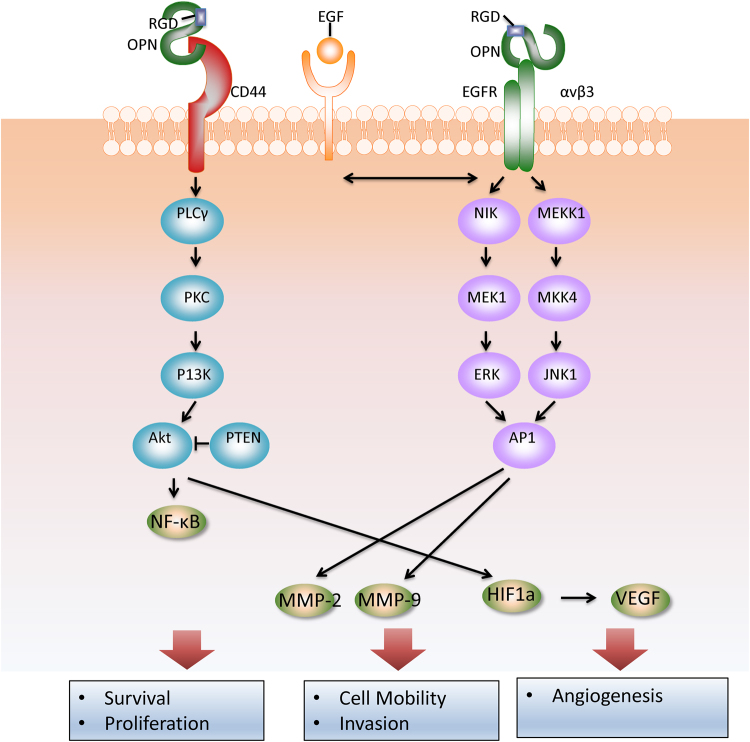 RGD
OPN
CD44
EGF
RGD
OPN
EGFR
αvβ3
PLCγ
PKC
P13K
Akt
PTEN
NF-κB
NIK
MEKK1
MEK1
MKK4
ERK
JNK1
AP1
MMP-2
MMP-9
HIF1a
VEGF
• Survival
• Proliferation
• Cell Mobility
• Invasion
• Angiogenesis